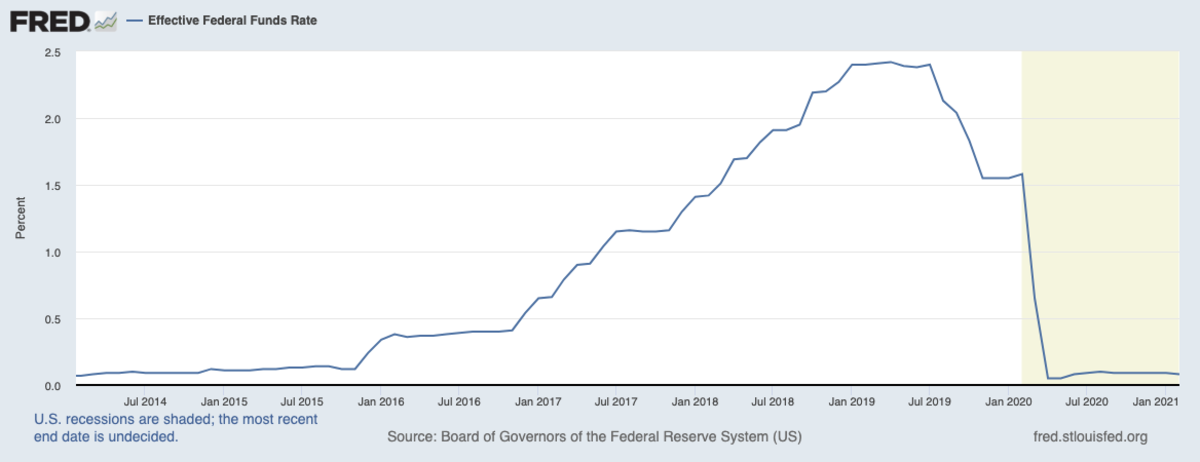 FRED
Effective Federal Funds Rate
2.5
2.0
1.5
1.0
0.5
0.0
Percent
Jul 2014
Jan 2015
Jul 2015
Jan 2016
Jul 2016
Jan 2017
Jul 2017
Jan 2018
Jul 2018
Jan 2019
Jul 2019
Jan 2020
Jul 2020
Jan 2021
U.S. recessions are shaded; the most recent
end date is undecided.
Source: Board of Governors of the Federal Reserve System (US)
fred.stlouisfed.org